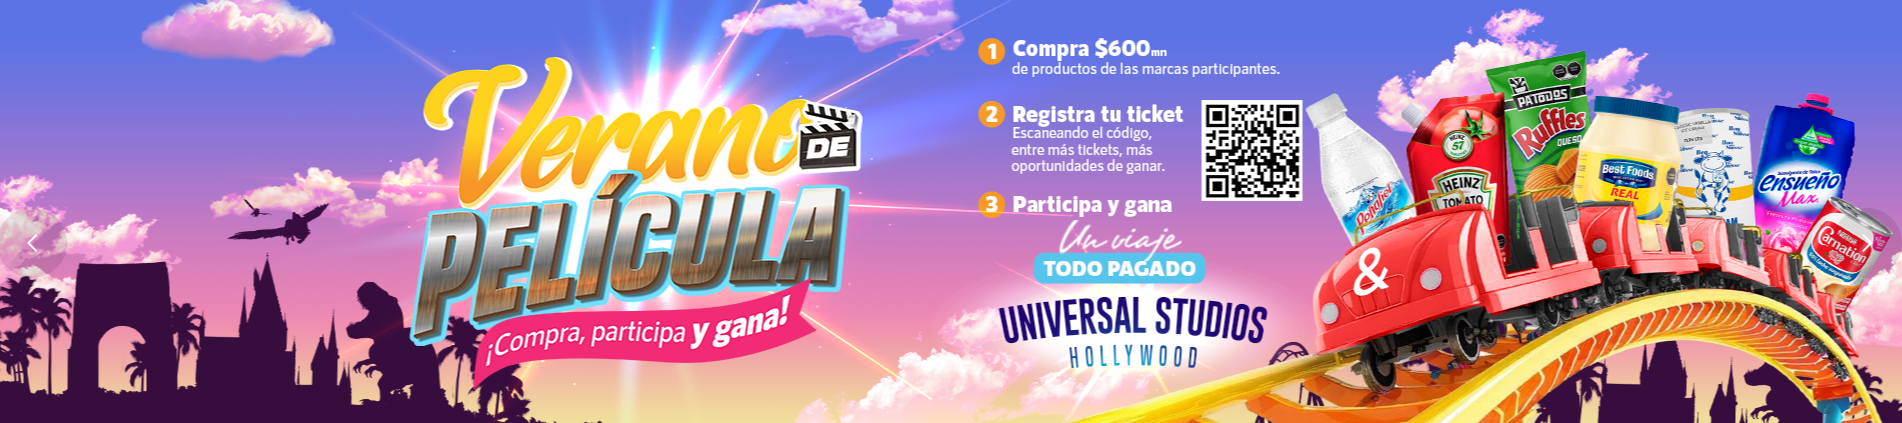 Verano
DE
PELÍCULA
¡Compra, participa y gana!
1 Compra $600mn
de productos de las marcas participantes.
2 Registra tu ticket
Escaneando el código,
entre más tickets, más
oportunidades de ganar.
3 Participa y gana
Un viaje
TODO PAGADO
UNIVERSAL STUDIOS
HOLLYWOOD
&
Peñafiel
HEINZ
57
HEINZ
TOMATO
PATODOS
Ruffles
QUESO
Best Foods
REAL
ensueño
Max
Nestlé
Carnation